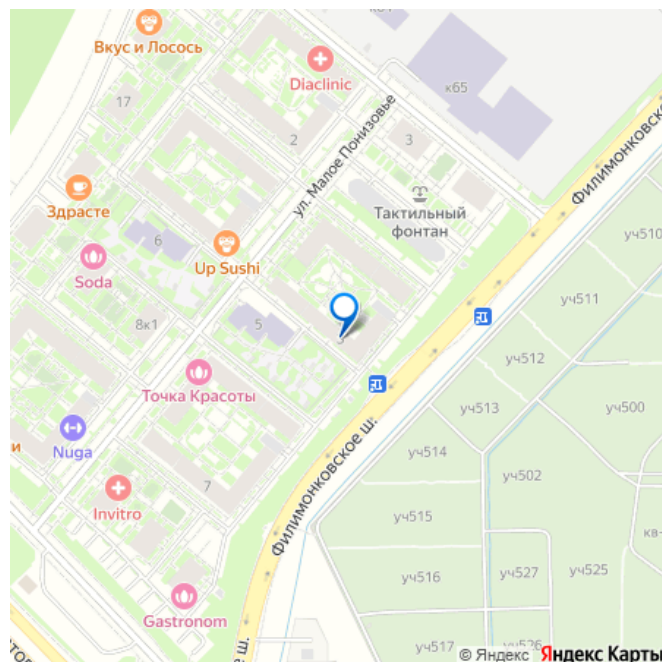 Вкус и Лосось
к65
Diaclinic
17
2
3
ул. Малое Понизовье
Филимонковское
Здрасте
Тактильный
фонтан
уч510
6
Up Sushi
Soda
уч511
8к1
5
3
уч512
Точка Красоты
уч513
уч500
Nuga
уч514
уч502
7
Филимонковское ш.
Invitro
уч515
уч516
уч527
уч525
Gastronom
уч517
уч526
© Яндекс Яндекс Карты